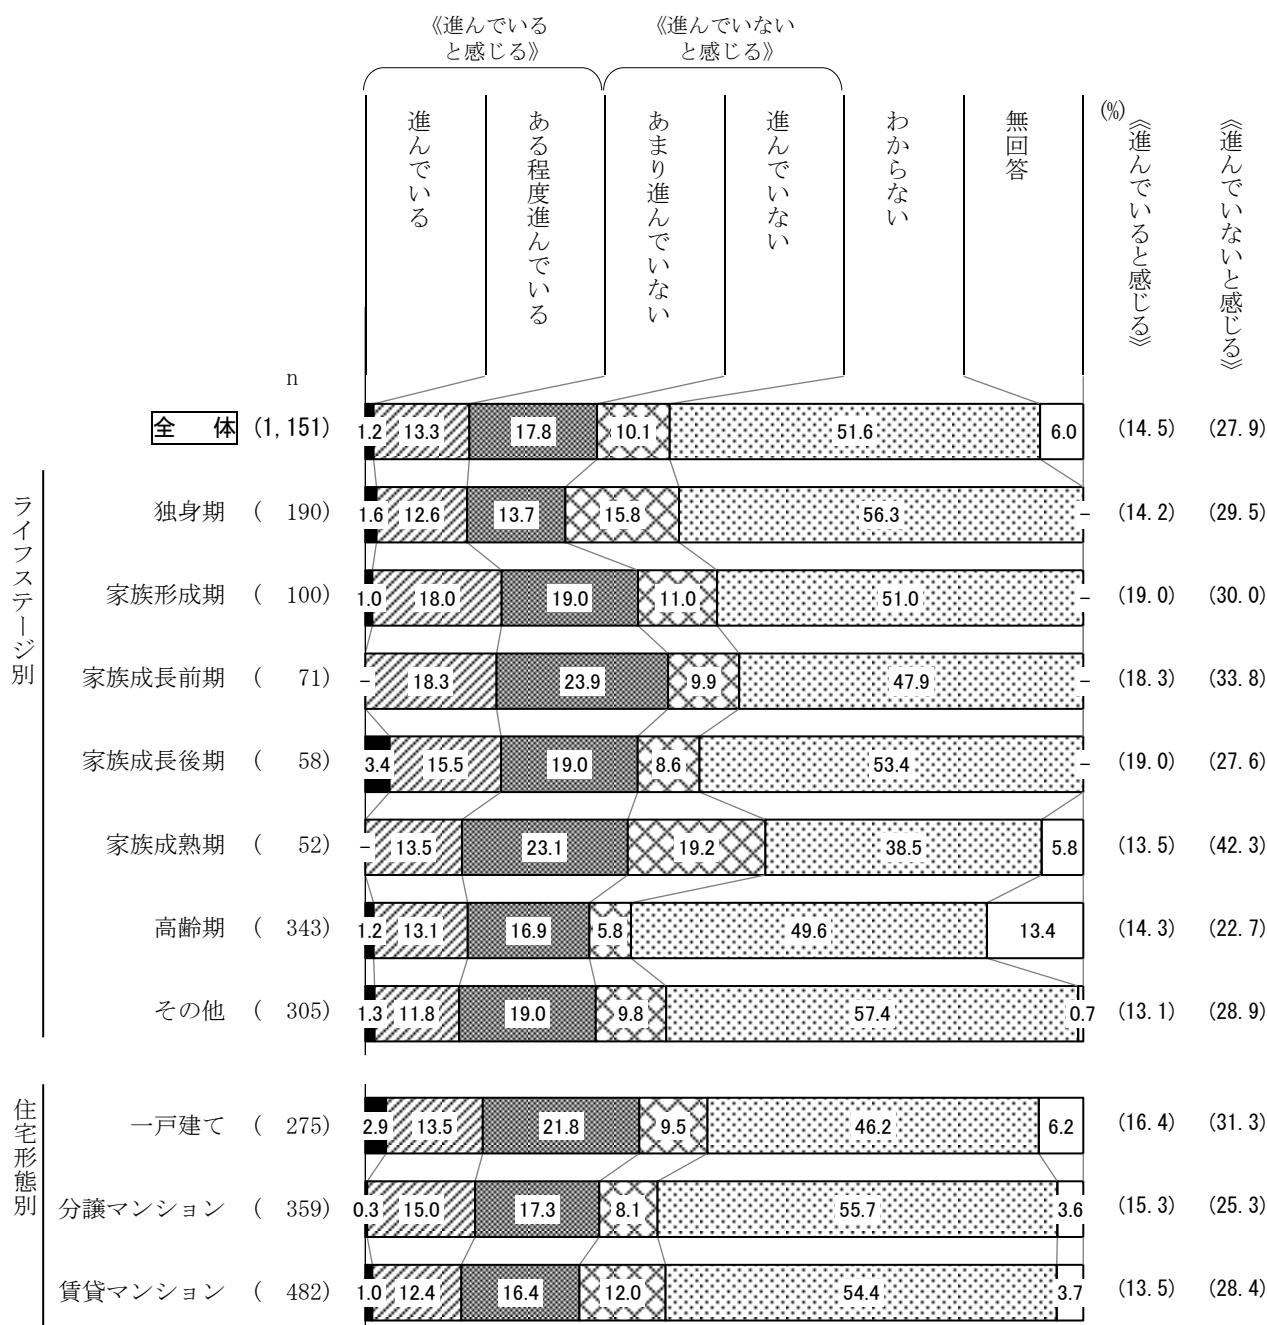 《進んでいる
と感じる》
《進んでいない
と感じる》
進んでいる
ある程度進んでいる
あまり進んでいない
進んでいない
わからない
無回答
(%)
《進んでいると感じる》
《進んでいないと感じる》
n
全 体 (1,151) 1.2 13.3 17.8 10.1 51.6 6.0 (14.5) (27.9)
ライフステージ別
独身期 ( 190) 1.6 12.6 13.7 15.8 56.3 - (14.2) (29.5)
家族形成期 ( 100) 1.0 18.0 19.0 11.0 51.0 - (19.0) (30.0)
家族成長前期 ( 71) - 18.3 23.9 9.9 47.9 - (18.3) (33.8)
家族成長後期 ( 58) 3.4 15.5 19.0 8.6 53.4 - (19.0) (27.6)
家族成熟期 ( 52) - 13.5 23.1 19.2 38.5 5.8 (13.5) (42.3)
高齢期 ( 343) 1.2 13.1 16.9 5.8 49.6 13.4 (14.3) (22.7)
その他 ( 305) 1.3 11.8 19.0 9.8 57.4 0.7 (13.1) (28.9)
住宅形態別
一戸建て ( 275) 2.9 13.5 21.8 9.5 46.2 6.2 (16.4) (31.3)
分譲マンション ( 359) 0.3 15.0 17.3 8.1 55.7 3.6 (15.3) (25.3)
賃貸マンション ( 482) 1.0 12.4 16.4 12.0 54.4 3.7 (13.5) (28.4)